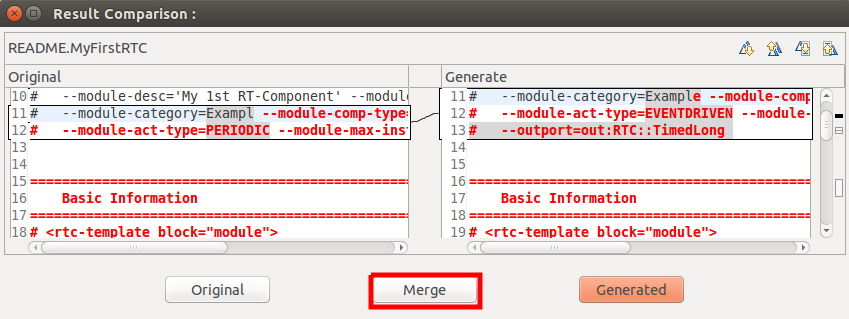 Result Comparison :
README.MyFirstRTC
Original
10 #   --module-desc='My 1st RT-Component' --modu
11 #   --module-category=Exampl --module-comp-type=
12 #   --module-act-type=PERIODIC --module-max-ins
13
14
15 ================================================
16     Basic Information
17 ================================================
18 # <rtc-template block="module">
Generate
11 #   --module-category=Example --module-comp
12 #   --module-act-type=EVENTDRIVEN --module-
13 #   --outport=out:RTC::TimedLong
14
15
16 ============================================
17     Basic Information
18 ============================================
19 # <rtc-template block="module">
Original
Merge
Generated